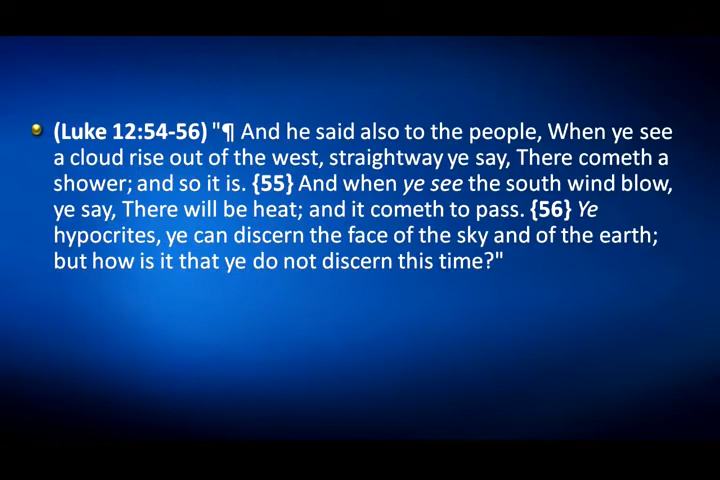 (Luke 12:54-56) "¶ And he said also to the people, When ye see
a cloud rise out of the west, straightway ye say, There cometh a
shower; and so it is. {55} And when ye see the south wind blow,
ye say, There will be heat; and it cometh to pass. {56} Ye
hypocrites, ye can discern the face of the sky and of the earth;
but how is it that ye do not discern this time?"